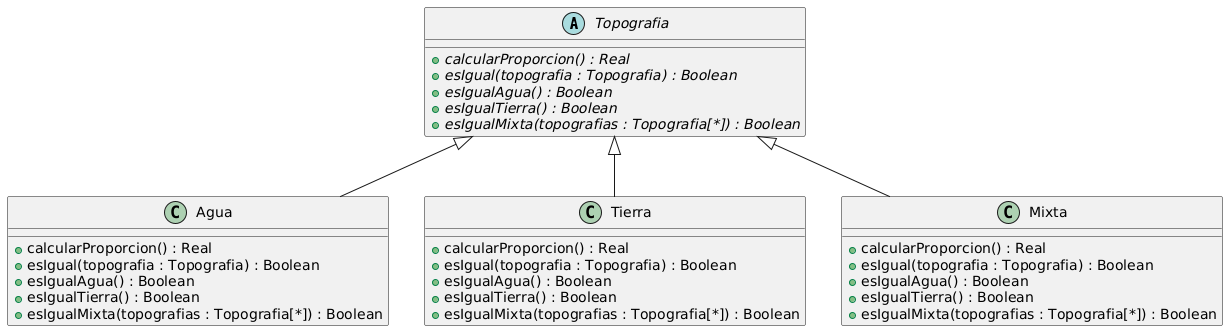 A Topografia
calcularProporcion() : Real
esIgual(topografia : Topografia) : Boolean
esIgualAgua() : Boolean
esIgualTierra() : Boolean
esIgualMixta(topografias : Topografia[*]) : Boolean
C Agua
calcularProporcion() : Real
esIgual(topografia : Topografia) : Boolean
esIgualAgua() : Boolean
esIgualTierra() : Boolean
esIgualMixta(topografias : Topografia[*]) : Boolean
C Tierra
calcularProporcion() : Real
esIgual(topografia : Topografia) : Boolean
esIgualAgua() : Boolean
esIgualTierra() : Boolean
esIgualMixta(topografias : Topografia[*]) : Boolean
C Mixta
calcularProporcion() : Real
esIgual(topografia : Topografia) : Boolean
esIgualAgua() : Boolean
esIgualTierra() : Boolean
esIgualMixta(topografias : Topografia[*]) : Boolean